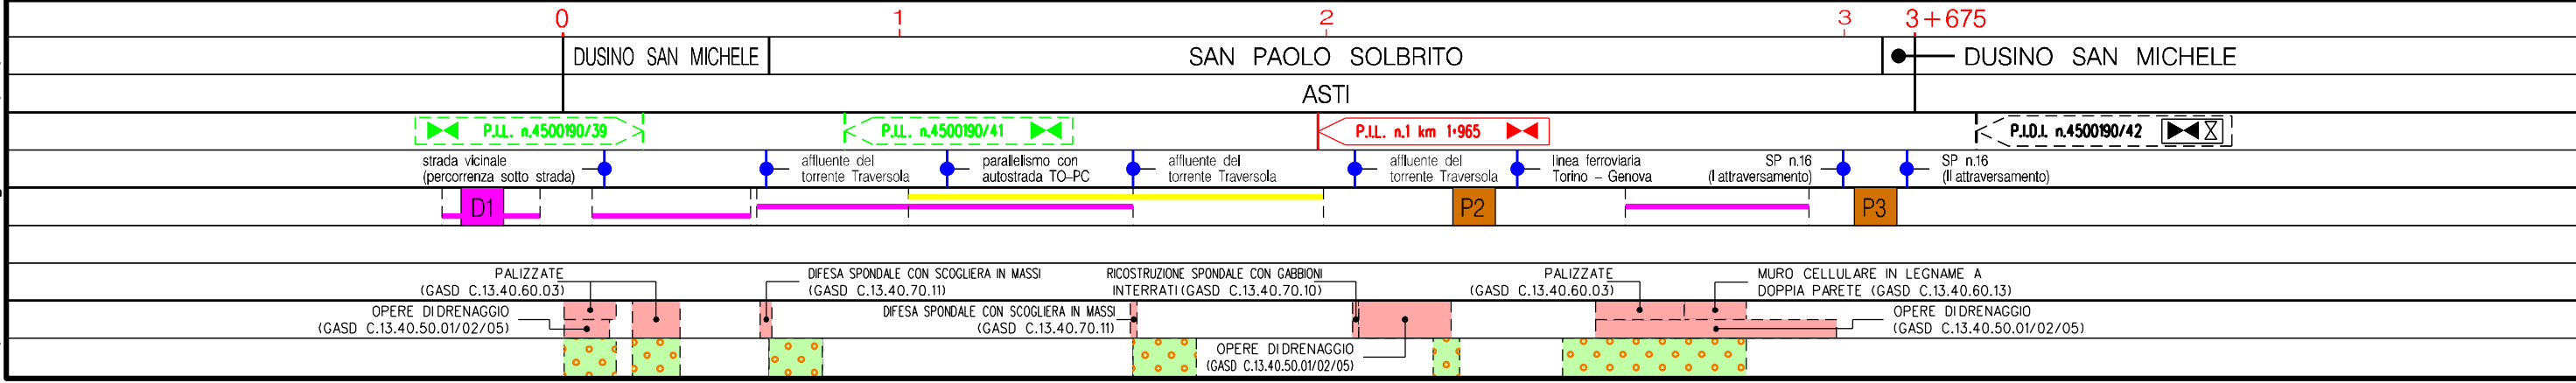 0 1 2 3 3+675
DUSINO SAN MICHELE SAN PAOLO SOLBRITO DUSINO SAN MICHELE
ASTI
P.I.L. n.4500190/39 P.I.L. n.4500190/41 P.I.L. n.1 km 1+965 P.I.D.I. n.4500190/42
strada vicinale
(percorrenza sotto strada)
affluente del
torrente Traversola
parallelismo con
autostrada TO-PC
affluente del
torrente Traversola
affluente del
torrente Traversola
linea ferroviaria
Torino - Genova
SP n.16
(I attraversamento)
SP n.16
(II attraversamento)
D1 P2 P3
PALIZZATE
(GASD C.13.40.60.03)
DIFESA SPONDALE CON SCOGLIERA IN MASSI
(GASD C.13.40.70.11)
RICOSTRUZIONE SPONDALE CON GABBIONI
INTERRATI (GASD C.13.40.70.10)
PALIZZATE
(GASD C.13.40.60.03)
MURO CELLULARE IN LEGNAME A
DOPPIA PARETE (GASD C.13.40.60.13)
OPERE DI DRENAGGIO
(GASD C.13.40.50.01/02/05)
DIFESA SPONDALE CON SCOGLIERA IN MASSI
(GASD C.13.40.70.11)
OPERE DI DRENAGGIO
(GASD C.13.40.50.01/02/05)
OPERE DI DRENAGGIO
(GASD C.13.40.50.01/02/05)